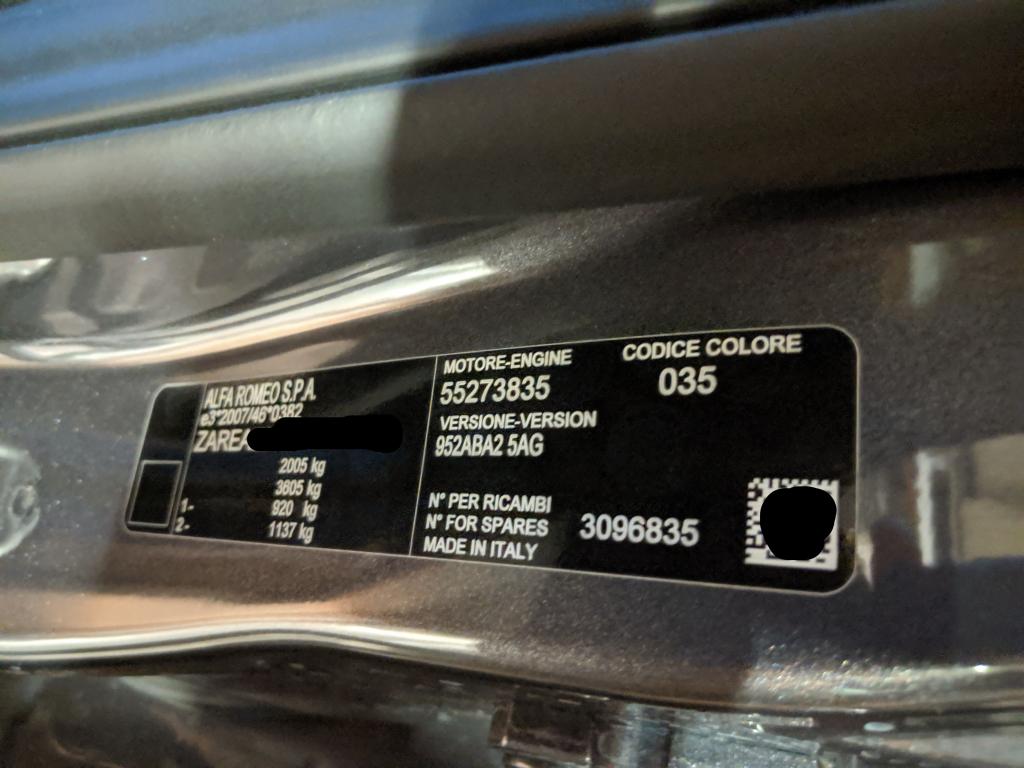 ALFA ROMEO S.P.A.
e3*2007/46*0382
ZAREA
2005 kg
3605 kg
1- 920 kg
2- 1137 kg
MOTORE-ENGINE
55273835
VERSIONE-VERSION
952ABA2 5AG
N° PER RICAMBI
N° FOR SPARES 3096835
MADE IN ITALY
CODICE COLORE
035